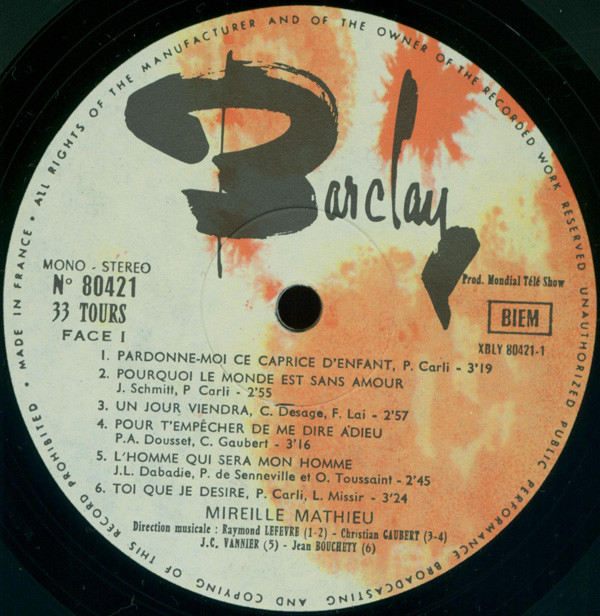 MADE IN FRANCE • ALL RIGHTS OF THE MANUFACTURER AND OF THE OWNER OF THE RECORDED WORK RESERVED UNAUTHORIZED PUBLIC PERFORMANCE BROADCASTING AND COPYING OF THIS RECORD PROHIBITED •
Barclay
MONO - STEREO
N° 80421
33 TOURS
FACE I
Prod. Mondial Télé Show
BIEM
XBLY 80421-1
1. PARDONNE-MOI CE CAPRICE D'ENFANT, P. Carli - 3'19
2. POURQUOI LE MONDE EST SANS AMOUR
J. Schmitt, P Carli - 2'55
3. UN JOUR VIENDRA, C. Desage, F. Lai - 2'57
4. POUR T'EMPÊCHER DE ME DIRE ADIEU
P.A. Dousset, C. Gaubert - 3'16
5. L'HOMME QUI SERA MON HOMME
J.L. Dabadie, P. de Senneville et O. Toussaint - 2'45
6. TOI QUE JE DESIRE, P. Carli, L. Missir - 3'24
MIREILLE MATHIEU
Direction musicale : Raymond LEFEVRE (1-2) - Christian GAUBERT (3-4)
J.C. VANNIER (5) - Jean BOUCHETY (6)